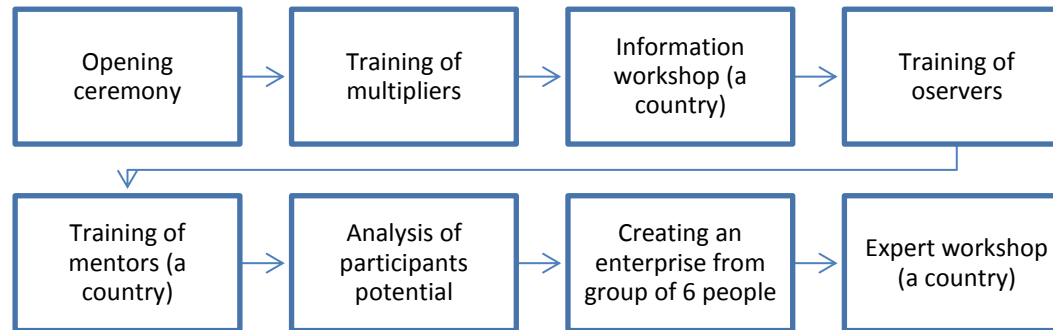 Opening
ceremony
Training of
multipliers
Information
workshop (a
country)
Training of
oservers
Training of
mentors (a
country)
Analysis of
participants
potential
Creating an
enterprise from
group of 6 people
Expert workshop
(a country)